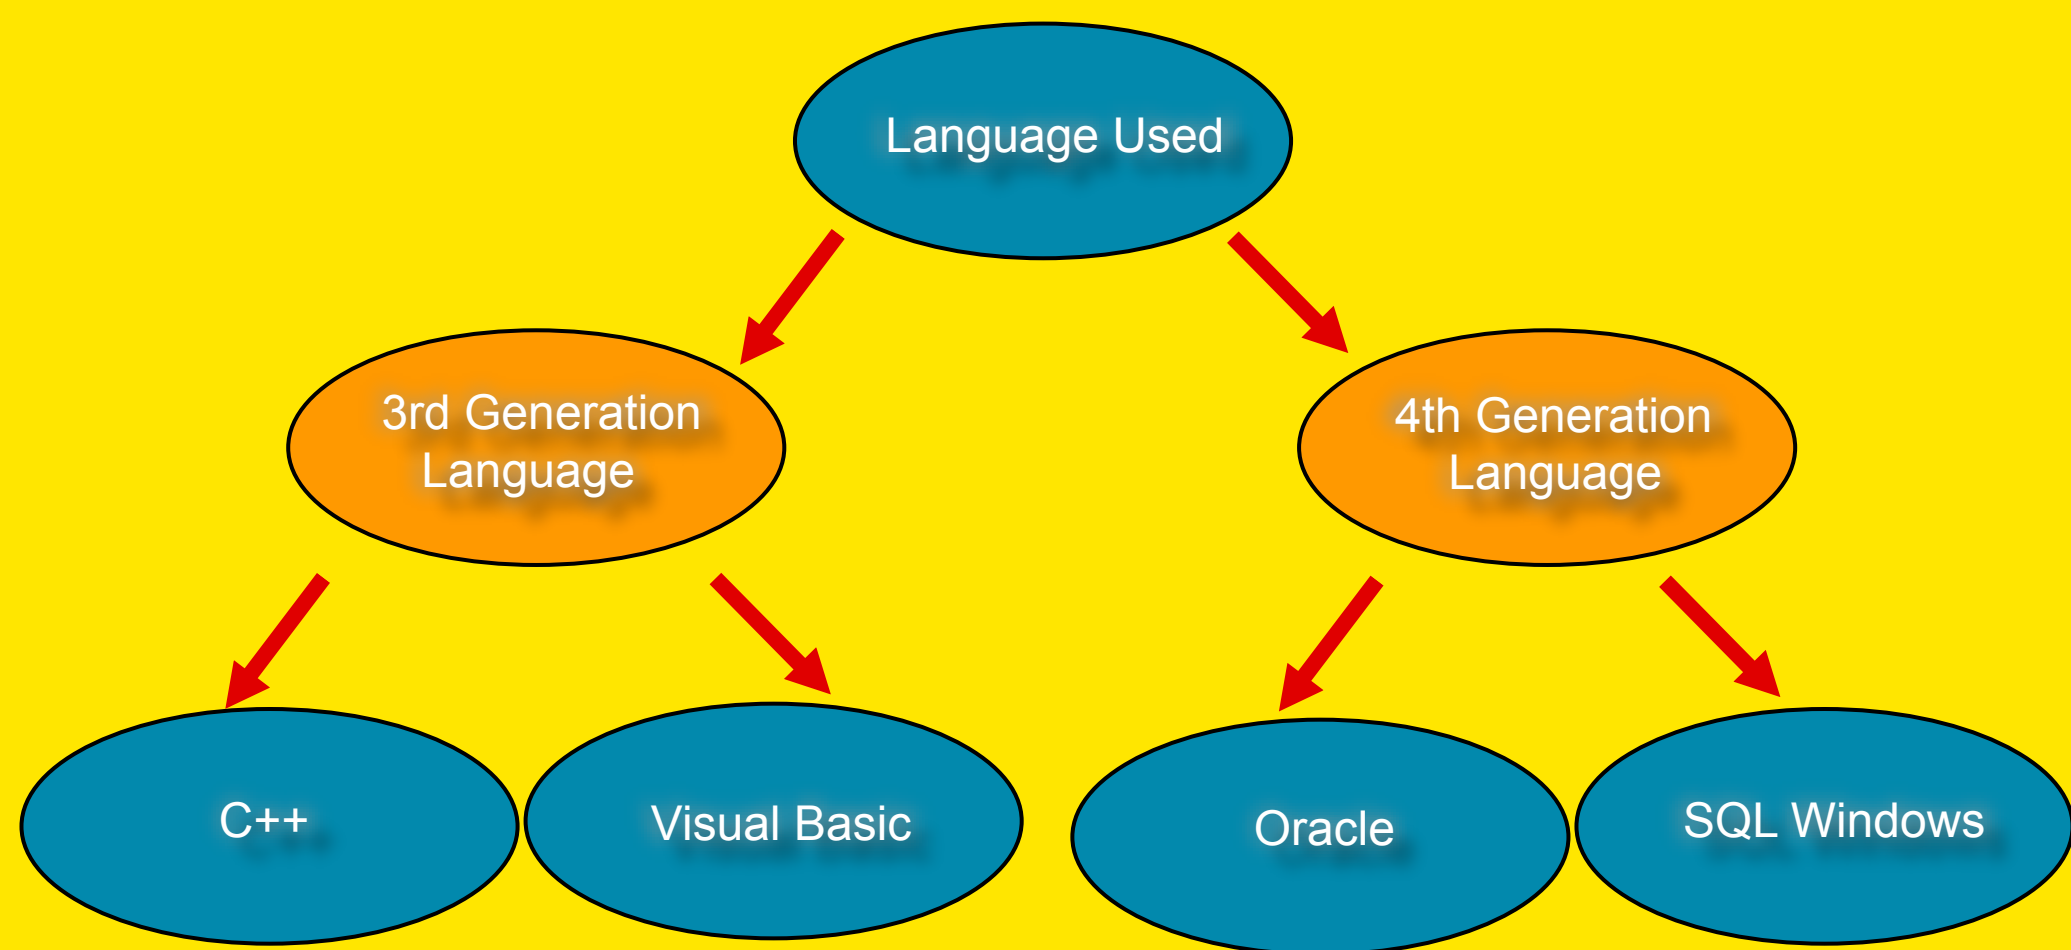 Language Used
3rd Generation
Language
4th Generation
Language
C++
Visual Basic
Oracle
SQL Windows